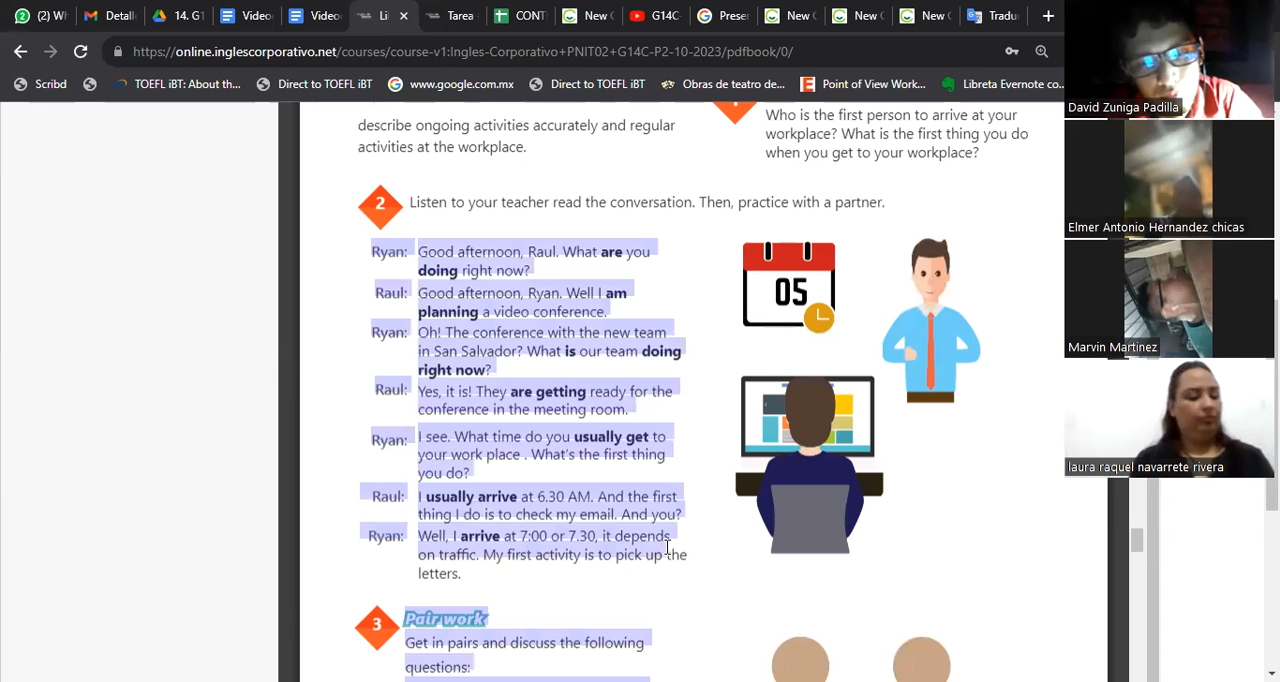 (2) Wh
Detall
14. G1
Videoc
Videoc
Li
Tarea
CONT
New C
G14C-
Prese
New C
New C
New C
Tradu
https://online.inglescorporativo.net/courses/course-v1:Ingles-Corporativo+PNIT02+G14C-P2-10-2023/pdfbook/0/
Scribd
TOEFL iBT: About the...
Direct to TOEFL iBT
www.google.com.mx
Direct to TOEFL iBT
Obras de teatro de...
Point of View Work...
Libreta Evernote co...
describe ongoing activities accurately and regular
activities at the workplace.
Who is the first person to arrive at your
workplace? What is the first thing you do
when you get to your workplace?
2
Listen to your teacher read the conversation. Then, practice with a partner.
Ryan: Good afternoon, Raul. What are you
doing right now?
Raul: Good afternoon, Ryan. Well I am
planning a video conference.
Ryan: Oh! The conference with the new team
in San Salvador? What is our team doing
right now?
Raul: Yes, it is! They are getting ready for the
conference in the meeting room.
Ryan: I see. What time do you usually get to
your work place . What's the first thing
you do?
Raul: I usually arrive at 6.30 AM. And the first
thing I do is to check my email. And you?
Ryan: Well, I arrive at 7:00 or 7.30, it depends
on traffic. My first activity is to pick up the
letters.
05
3
Pair work
Get in pairs and discuss the following
questions:
David Zuniga Padilla
Elmer Antonio Hernandez chicas
Marvin Martinez
laura raquel navarrete rivera